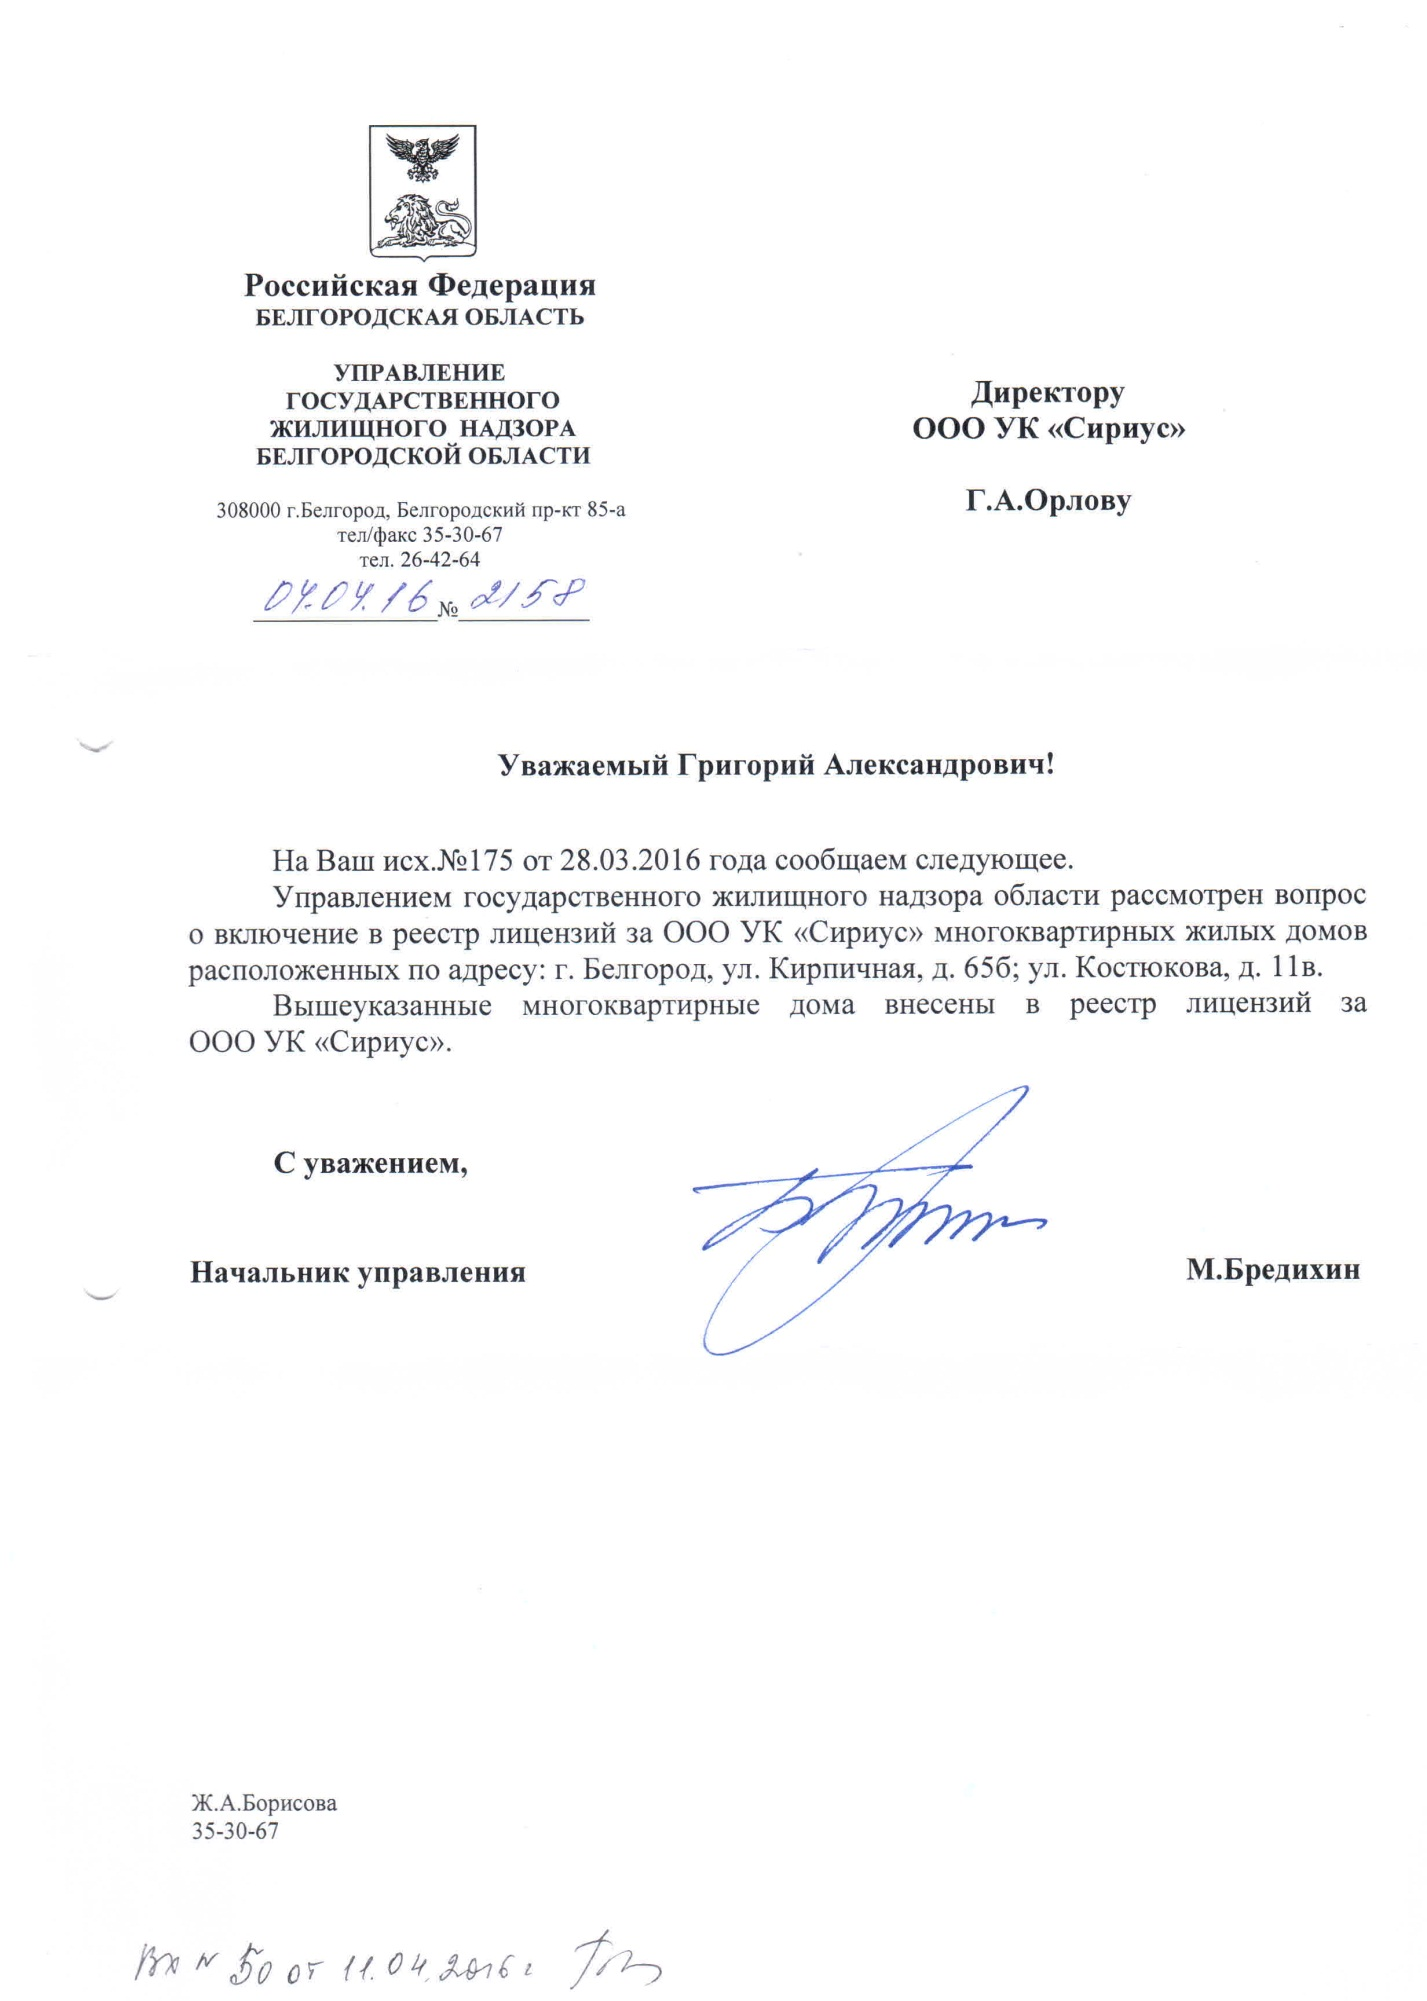 Российская Федерация
БЕЛГОРОДСКАЯ ОБЛАСТЬ
УПРАВЛЕНИЕ
ГОСУДАРСТВЕННОГО
ЖИЛИЩНОГО НАДЗОРА
БЕЛГОРОДСКОЙ ОБЛАСТИ
308000 г.Белгород, Белгородский пр-кт 85-а
тел/факс 35-30-67
тел. 26-42-64
04.04.16 № 2158
Директору
ООО УК «Сириус»
Г.А.Орлову
Уважаемый Григорий Александрович!
На Ваш исх.№175 от 28.03.2016 года сообщаем следующее.
Управлением государственного жилищного надзора области рассмотрен вопрос
о включение в реестр лицензий за ООО УК «Сириус» многоквартирных жилых домов
расположенных по адресу: г. Белгород, ул. Кирпичная, д. 65б; ул. Костюкова, д. 11в.
Вышеуказанные многоквартирные дома внесены в реестр лицензий за
ООО УК «Сириус».
С уважением,
Начальник управления
М.Бредихин
Ж.А.Борисова
35-30-67
Вх № 50 от 11.04.2016 г